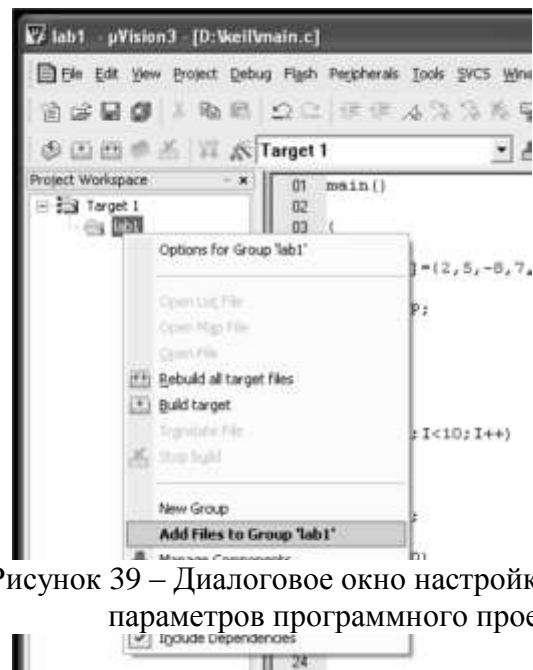 lab1 - µVision3 - [D:\keil\main.c]
File Edit View Project Debug Flash Peripherals Tools SVCS
Target 1
Project Workspace
Target 1
lab1
01 main()
02
03 {
Options for Group 'lab1'
]={2,5,-8,7,
Open List File
P;
Open Map File
Open File
Rebuild all target files
Build target
Translate File
;I<10;I++)
Stop build
New Group
;
Add Files to Group 'lab1'
Manage Components
0)
Рисунок 39 – Диалоговое окно настройк
параметров программного прое
Include Dependencies
24